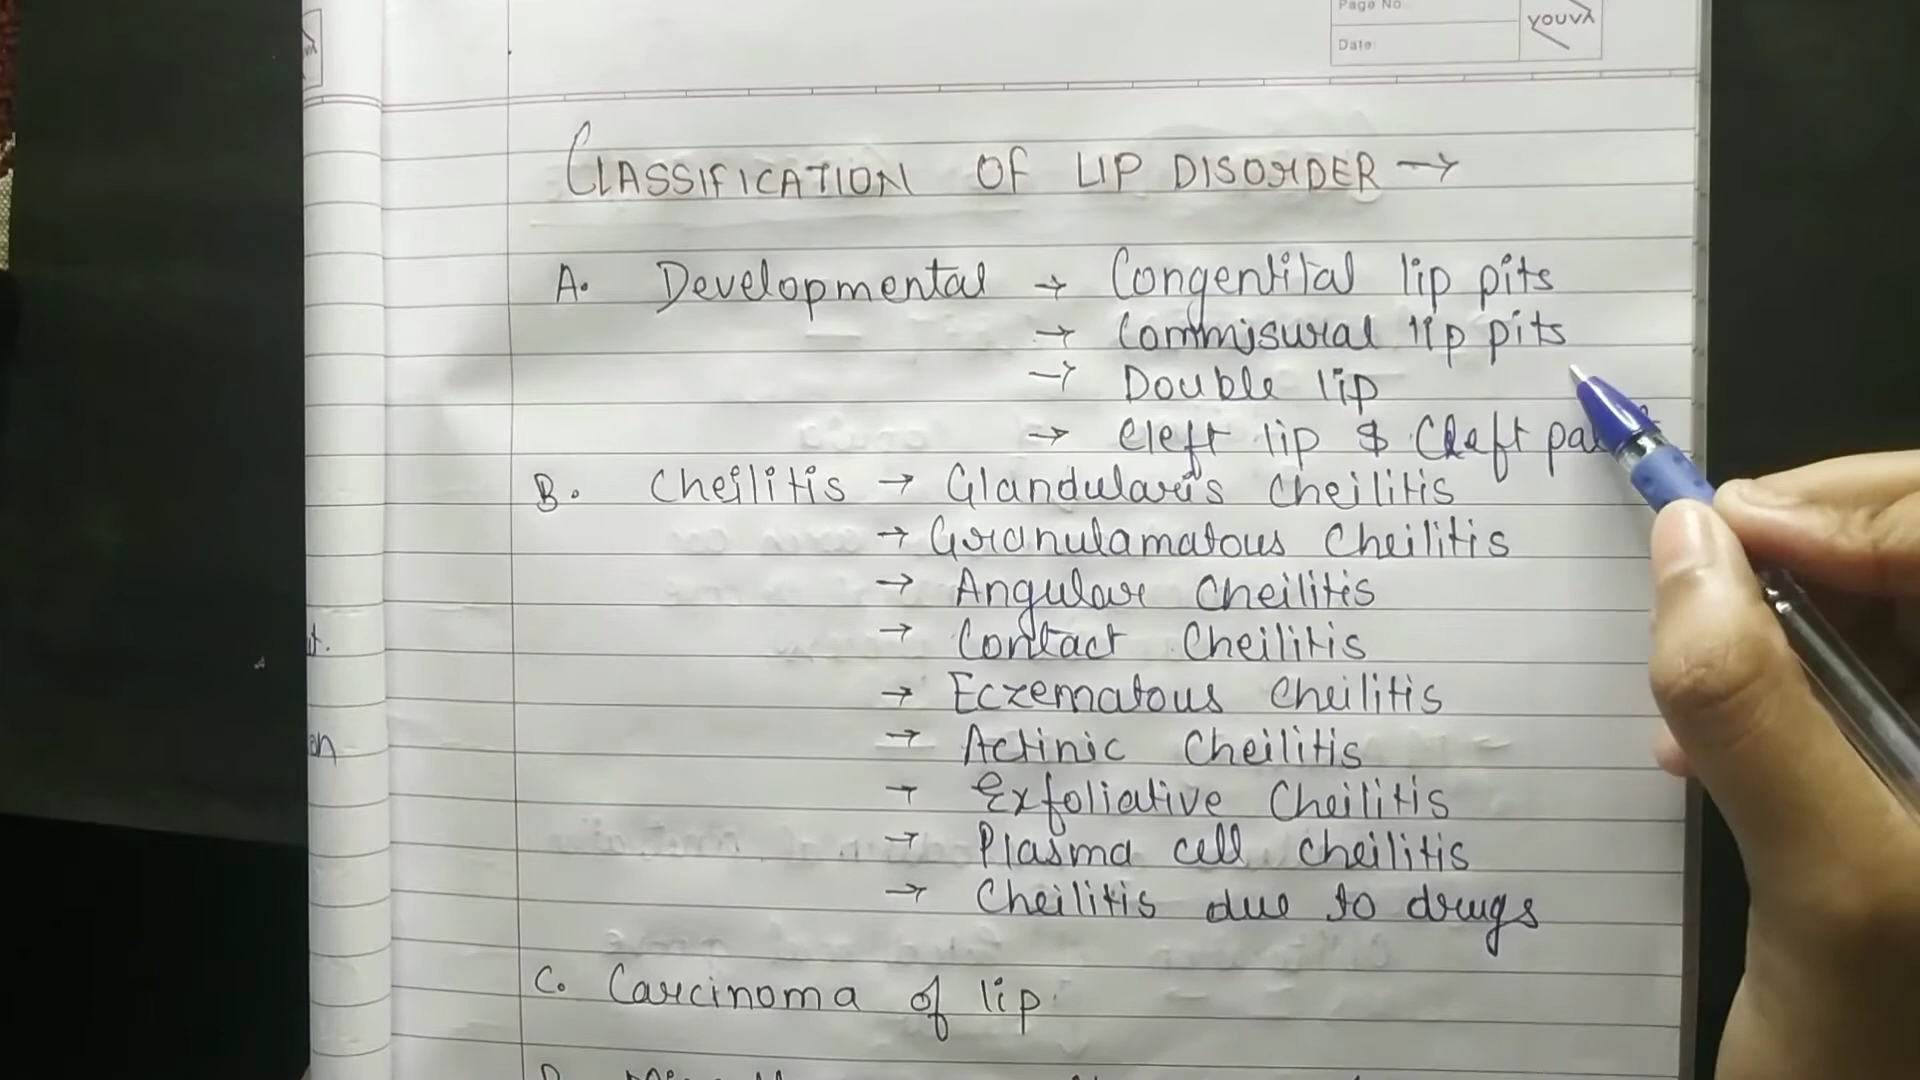 Page No
Date:
YOUVA
CLASSIFICATION OF LIP DISORDER →
A. Developmental → Congenital lip pits
→ Commisural lip pits
→ Double lip
→ Cleft lip & Cleft
B. Cheilitis → Glandularis Cheilitis
→ Granulamatous Cheilitis
→ Angular Cheilitis
→ Contact Cheilitis
→ Eczematous Cheilitis
→ Actinic Cheilitis
→ Exfoliative Cheilitis
→ Plasma cell cheilitis
→ Cheilitis due to drugs
C. Carcinoma of lip